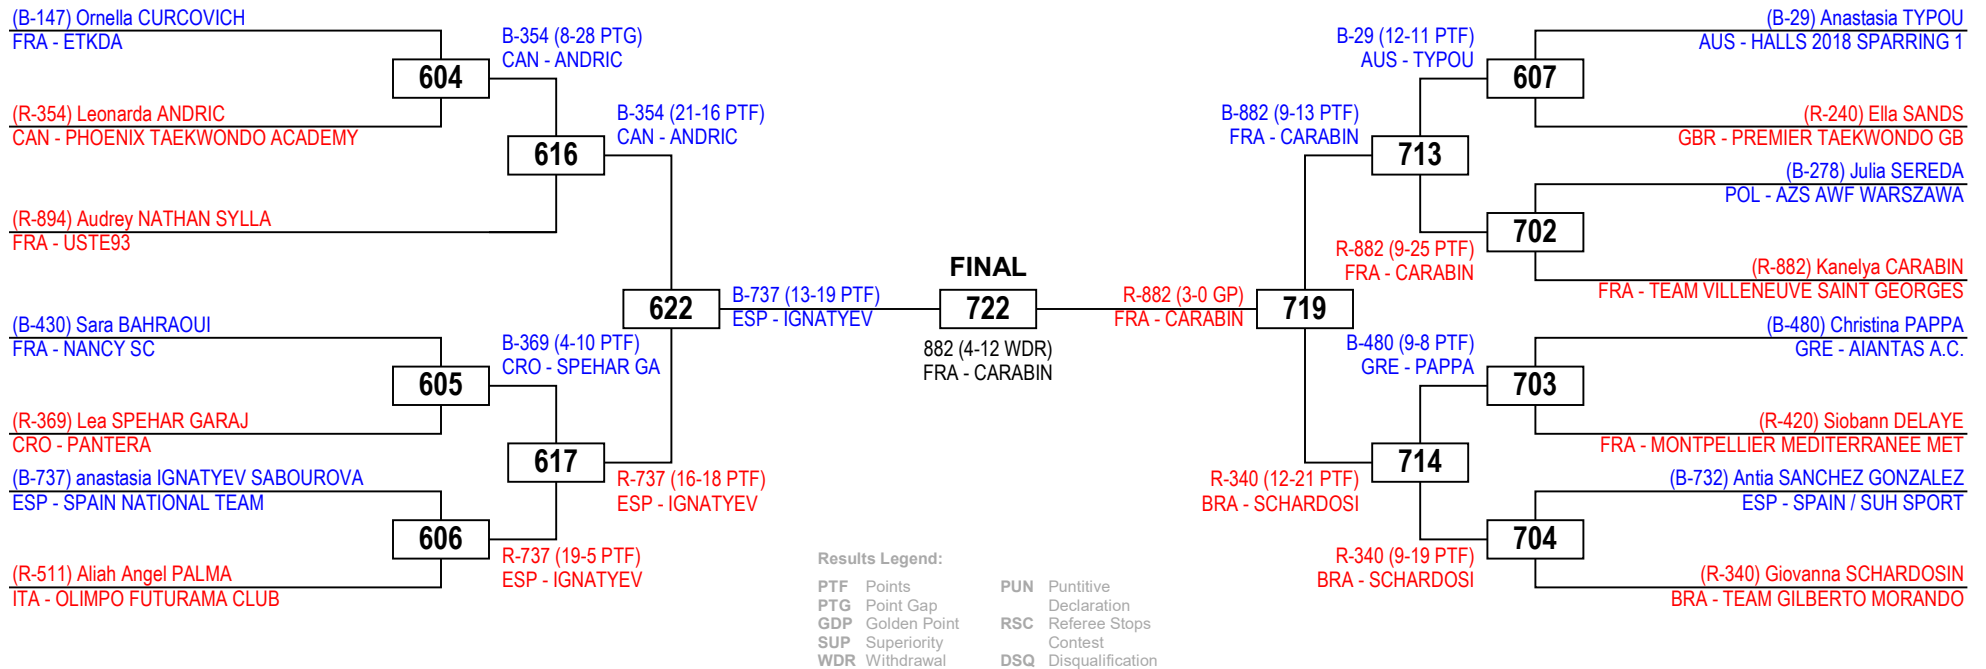 (B-147) Ornella CURCOVICH
FRA - ETKDA
604
(R-354) Leonarda ANDRIC
CAN - PHOENIX TAEKWONDO ACADEMY
B-354 (8-28 PTG)
CAN - ANDRIC
616
(R-894) Audrey NATHAN SYLLA
FRA - USTE93
B-354 (21-16 PTF)
CAN - ANDRIC
622
(B-430) Sara BAHRAOUI
FRA - NANCY SC
605
(R-369) Lea SPEHAR GARAJ
CRO - PANTERA
B-369 (4-10 PTF)
CRO - SPEHAR GA
617
(B-737) anastasia IGNATYEV SABOUROVA
ESP - SPAIN NATIONAL TEAM
606
(R-511) Aliah Angel PALMA
ITA - OLIMPO FUTURAMA CLUB
R-737 (19-5 PTF)
ESP - IGNATYEV
R-737 (16-18 PTF)
ESP - IGNATYEV
B-737 (13-19 PTF)
ESP - IGNATYEV
FINAL
722
882 (4-12 WDR)
FRA - CARABIN
R-882 (3-0 GP)
FRA - CARABIN
719
B-882 (9-13 PTF)
FRA - CARABIN
713
B-29 (12-11 PTF)
AUS - TYPOU
607
(B-29) Anastasia TYPOU
AUS - HALLS 2018 SPARRING 1
(R-240) Ella SANDS
GBR - PREMIER TAEKWONDO GB
(B-278) Julia SEREDA
POL - AZS AWF WARSZAWA
702
R-882 (9-25 PTF)
FRA - CARABIN
(R-882) Kanelya CARABIN
FRA - TEAM VILLENEUVE SAINT GEORGES
(B-480) Christina PAPPA
GRE - AIANTAS A.C.
B-480 (9-8 PTF)
GRE - PAPPA
703
(R-420) Siobann DELAYE
FRA - MONTPELLIER MEDITERRANEE MET
714
R-340 (12-21 PTF)
BRA - SCHARDOSI
(B-732) Antia SANCHEZ GONZALEZ
ESP - SPAIN / SUH SPORT
704
R-340 (9-19 PTF)
BRA - SCHARDOSI
(R-340) Giovanna SCHARDOSIN
BRA - TEAM GILBERTO MORANDO
Results Legend:
PTF Points
PTG Point Gap
GDP Golden Point
SUP Superiority
WDR Withdrawal
PUN Puntitive
Declaration
RSC Referee Stops
Contest
DSQ Disqualification